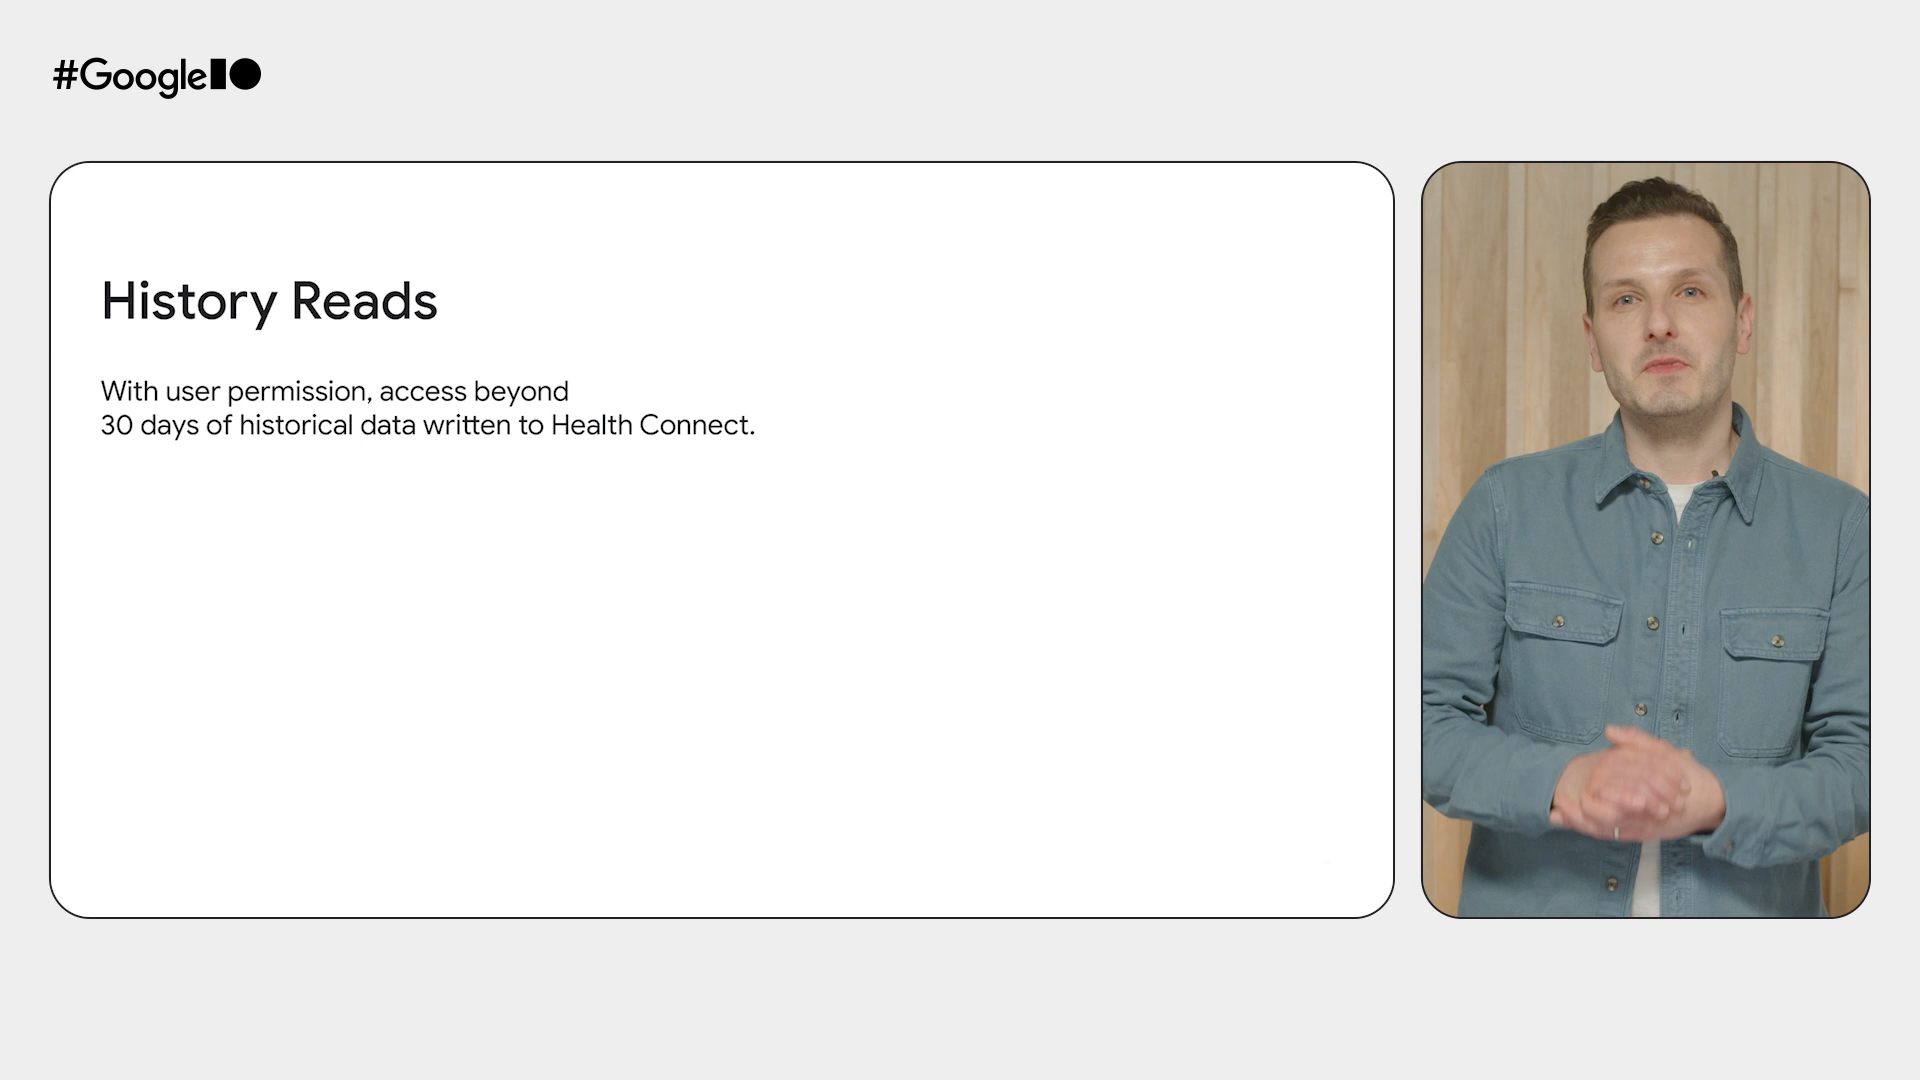 #GoogleIO
History Reads
With user permission, access beyond
30 days of historical data written to Health Connect.